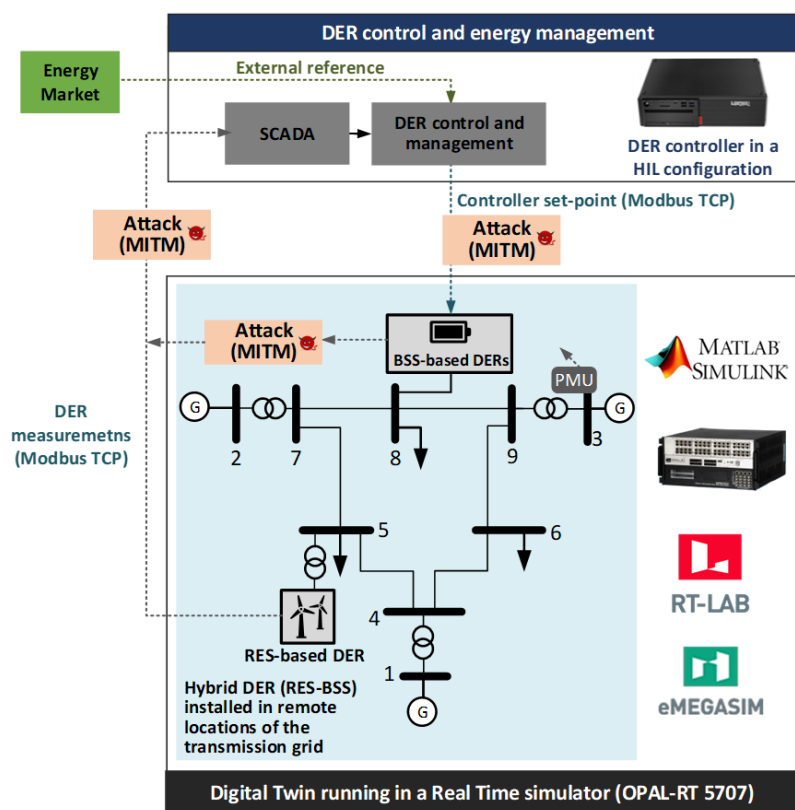 DER control and energy management
Energy
Market
External reference
SCADA
DER control and
management
DER controller in a
HIL configuration
Controller set-point (Modbus TCP)
Attack
(MITM)
Attack
(MITM)
Attack
(MITM)
BSS-based DERs
MATLAB
SIMULINK
PMU
G
G
2
7
8
9
3
DER
measuremetns
(Modbus TCP)
5
6
RT-LAB
4
RES-based DER
1
G
eMEGASIM
Hybrid DER (RES-BSS)
installed in remote
locations of the
transmission grid
Digital Twin running in a Real Time simulator (OPAL-RT 5707)